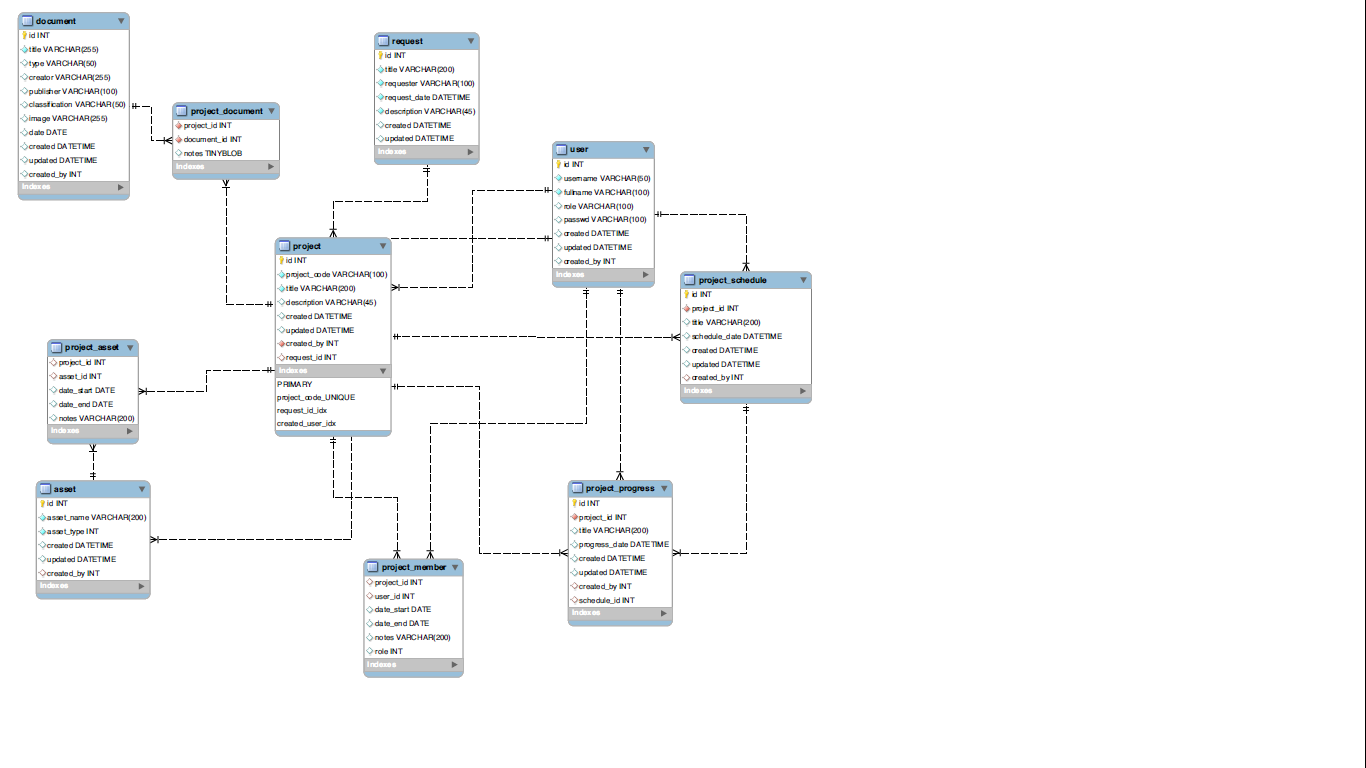 document
id INT
title VARCHAR(255)
type VARCHAR(50)
creator VARCHAR(255)
publisher VARCHAR(100)
classification VARCHAR(50)
image VARCHAR(255)
date DATE
created DATETIME
updated DATETIME
created_by INT
Indexes
project_document
project_id INT
document_id INT
notes TINYBLOB
Indexes
request
id INT
title VARCHAR(200)
requester VARCHAR(100)
request_date DATETIME
description VARCHAR(45)
created DATETIME
updated DATETIME
Indexes
user
id INT
username VARCHAR(50)
fullname VARCHAR(100)
role VARCHAR(100)
passwd VARCHAR(100)
created DATETIME
updated DATETIME
created_by INT
Indexes
project
id INT
project_code VARCHAR(100)
title VARCHAR(200)
description VARCHAR(45)
created DATETIME
updated DATETIME
created_by INT
request_id INT
Indexes
PRIMARY
project_code_UNIQUE
request_id_idx
created_user_idx
project_schedule
id INT
project_id INT
title VARCHAR(200)
schedule_date DATETIME
created DATETIME
updated DATETIME
created_by INT
Indexes
project_asset
project_id INT
asset_id INT
date_start DATE
date_end DATE
notes VARCHAR(200)
Indexes
asset
id INT
asset_name VARCHAR(200)
asset_type INT
created DATETIME
updated DATETIME
created_by INT
Indexes
project_member
project_id INT
user_id INT
date_start DATE
date_end DATE
notes VARCHAR(200)
role INT
Indexes
project_progress
id INT
project_id INT
title VARCHAR(200)
progress_date DATETIME
created DATETIME
updated DATETIME
created_by INT
schedule_id INT
Indexes